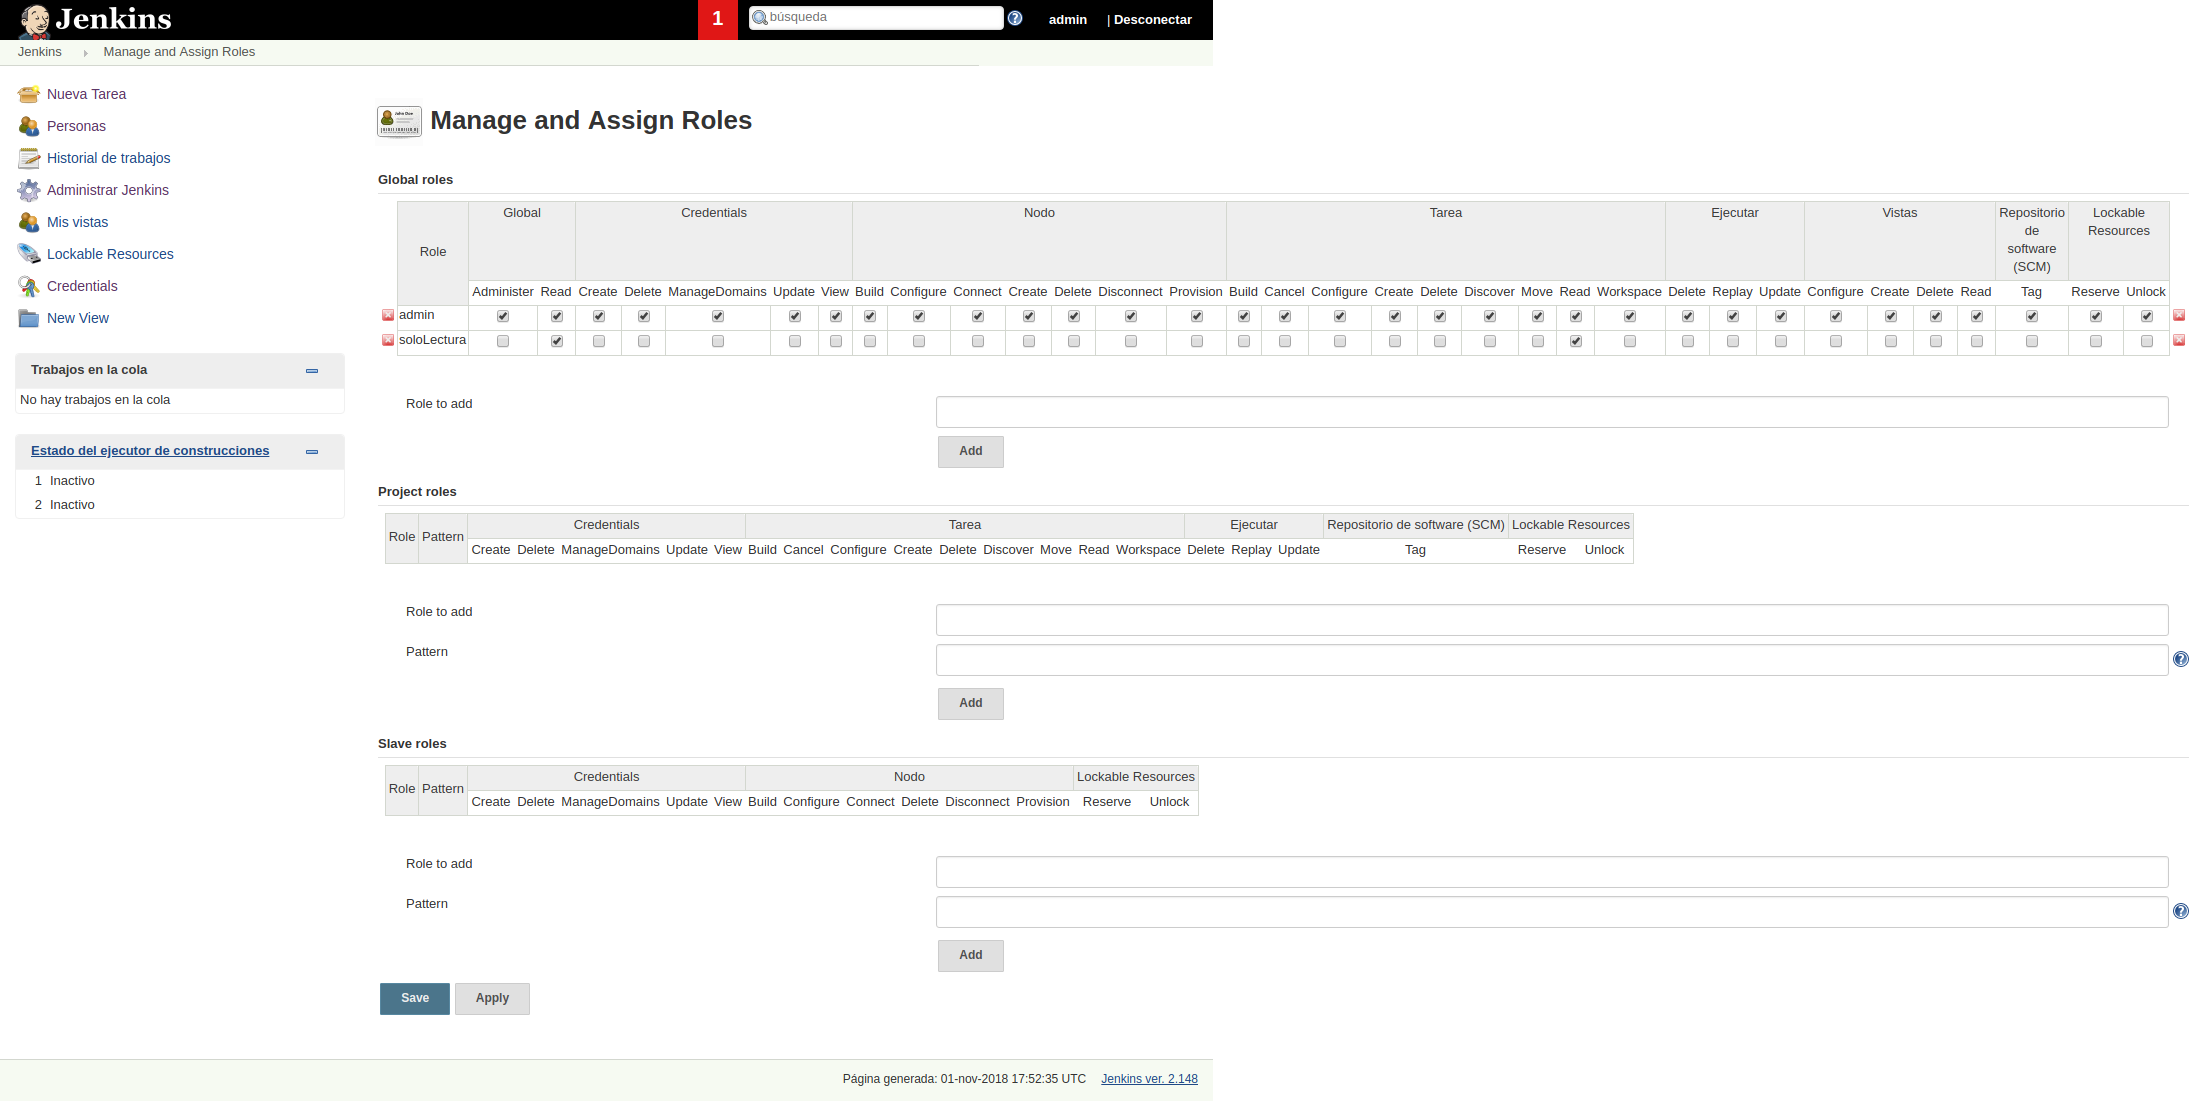 Jenkins
1
búsqueda
admin
| Desconectar
Jenkins
Manage and Assign Roles
Nueva Tarea
Personas
Historial de trabajos
Administrar Jenkins
Mis vistas
Lockable Resources
Credentials
New View
Trabajos en la cola
No hay trabajos en la cola
Estado del ejecutor de construcciones
1 Inactivo
2 Inactivo
Manage and Assign Roles
Global roles
Role
Global Credentials Nodo Tarea Ejecutar Vistas Repositorio de software (SCM) Lockable Resources
Administer Read Create Delete ManageDomains Update View Build Configure Connect Create Delete Disconnect Provision Build Cancel Configure Create Delete Discover Move Read Workspace Delete Replay Update Configure Create Delete Read Tag Reserve Unlock
admin
soloLectura
Role to add
Add
Project roles
Role Pattern
Credentials Tarea Ejecutar Repositorio de software (SCM) Lockable Resources
Create Delete ManageDomains Update View Build Cancel Configure Create Delete Discover Move Read Workspace Delete Replay Update Tag Reserve Unlock
Role to add
Pattern
Add
Slave roles
Role Pattern
Credentials Nodo Lockable Resources
Create Delete ManageDomains Update View Build Configure Connect Delete Disconnect Provision Reserve Unlock
Role to add
Pattern
Add
Save
Apply
Página generada: 01-nov-2018 17:52:35 UTC
Jenkins ver. 2.148